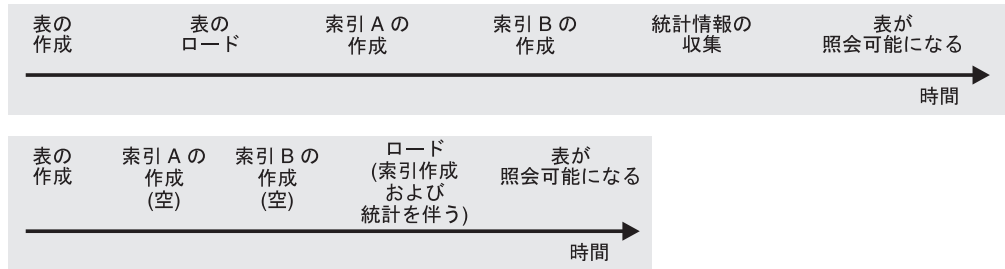 表の
作成
表の
ロード
索引 A の
作成
索引 B の
作成
統計情報の
収集
表が
照会可能になる
時間
表の
作成
索引 A の
作成
(空)
索引 B の
作成
(空)
ロード
(索引作成
および
統計を伴う)
表が
照会可能になる
時間